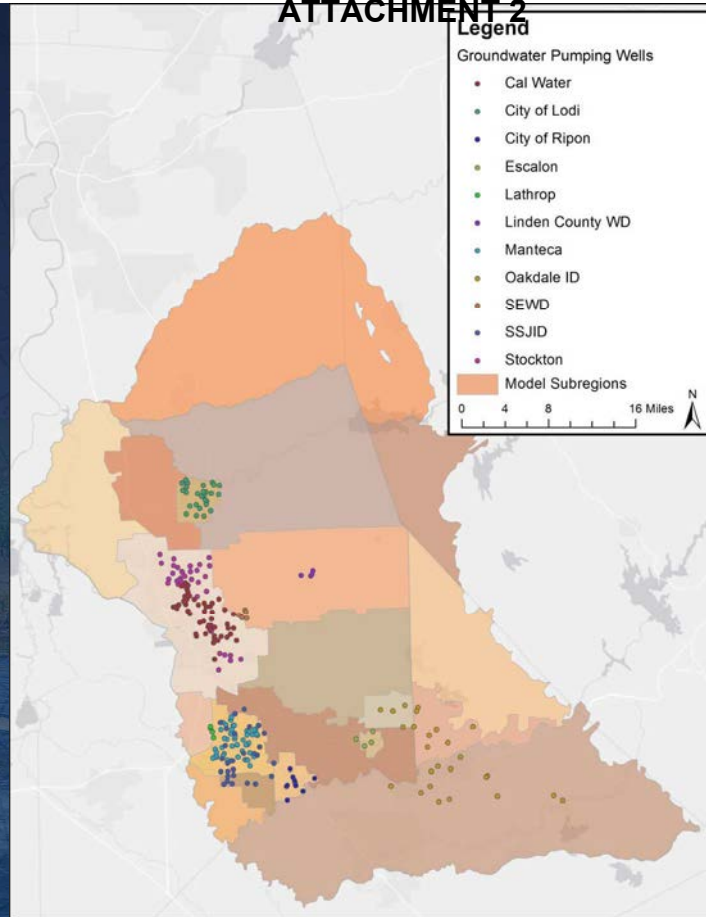 ATTACHMENT 2
Legend
Groundwater Pumping Wells
Cal Water
City of Lodi
City of Ripon
Escalon
Lathrop
Linden County WD
Manteca
Oakdale ID
SEWD
SSJID
Stockton
Model Subregions
0 4 8 16 Miles
N